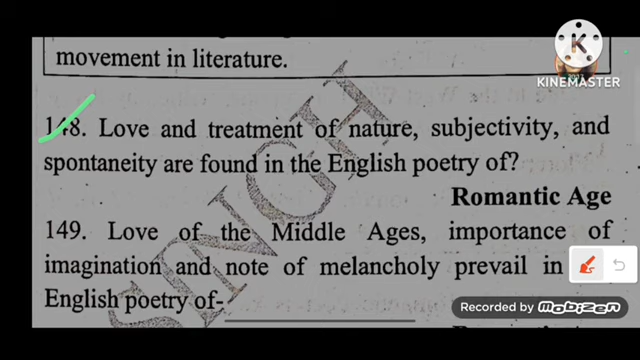 movement in literature.
KINEMASTER
148. Love and treatment of nature, subjectivity, and
spontaneity are found in the English poetry of?
Romantic Age
149. Love of the Middle Ages, importance of
imagination and note of melancholy prevail in
English poetry of-
Recorded by MOBIZEN
SINGH